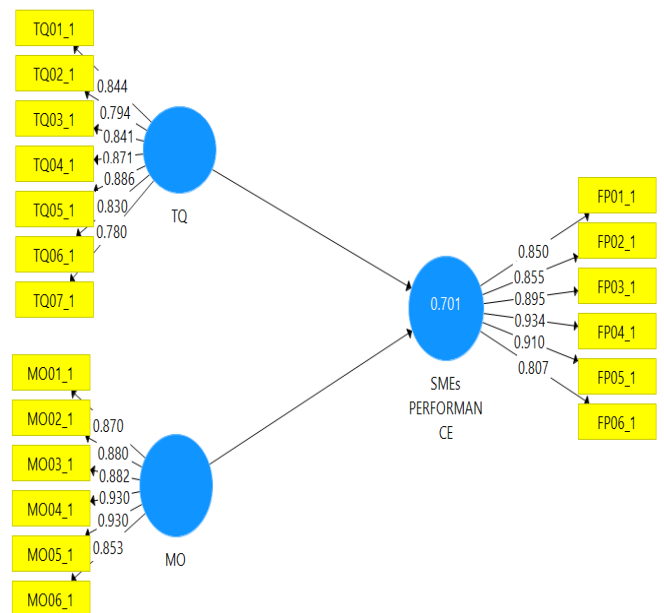 TQ01_1
TQ02_1
TQ03_1
TQ04_1
TQ05_1
TQ06_1
TQ07_1
0.844
0.794
0.841
0.871
0.886
0.830
0.780
TQ
MO01_1
MO02_1
MO03_1
MO04_1
MO05_1
MO06_1
0.870
0.880
0.882
0.930
0.930
0.853
MO
0.701
SMEs
PERFORMAN
CE
0.850
0.855
0.895
0.934
0.910
0.807
FP01_1
FP02_1
FP03_1
FP04_1
FP05_1
FP06_1